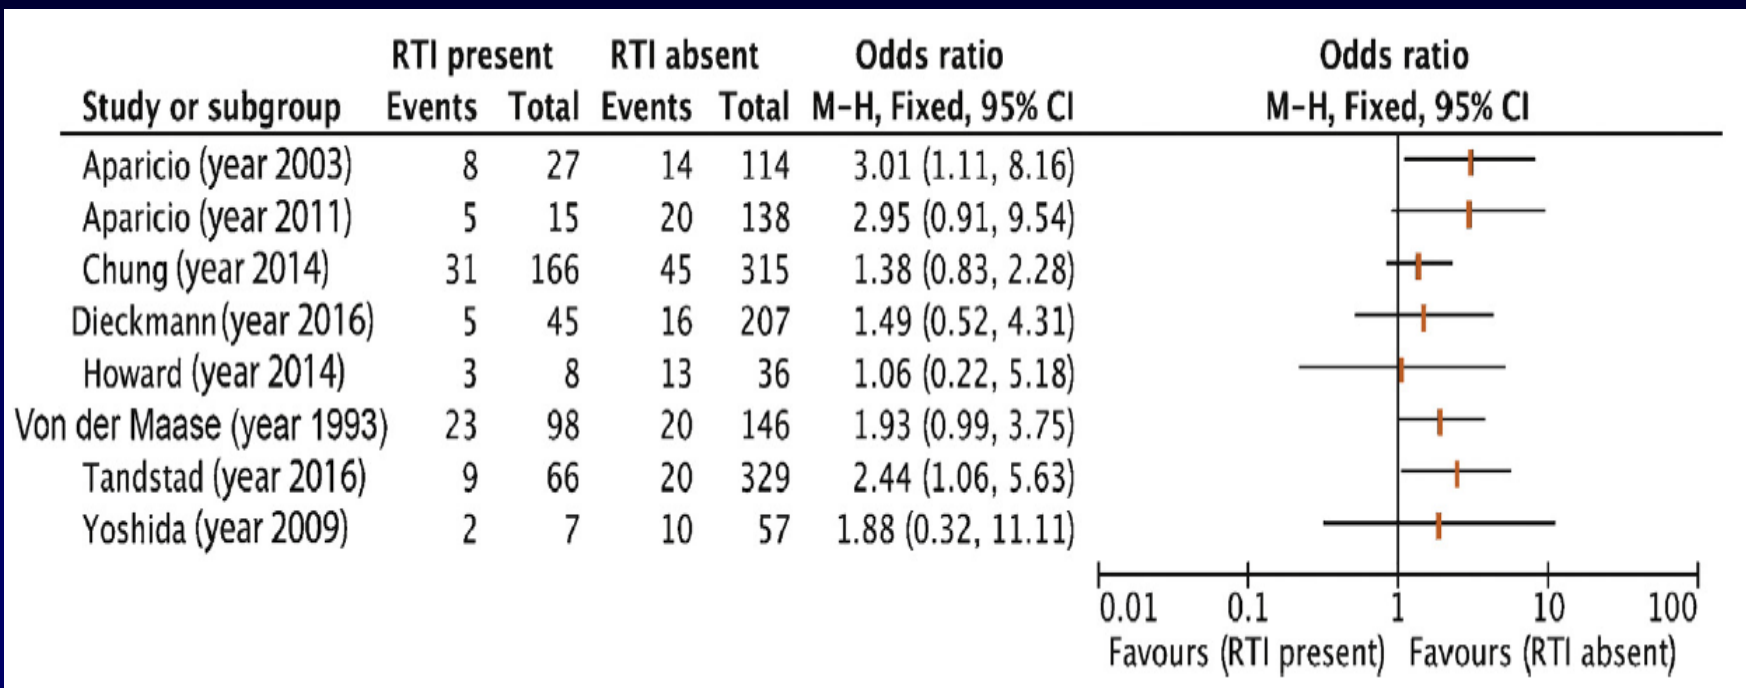 RTI present RTI absent Odds ratio Odds ratio
Study or subgroup Events Total Events Total M-H, Fixed, 95% CI M-H, Fixed, 95% CI
Aparicio (year 2003) 8 27 14 114 3.01 (1.11, 8.16)
Aparicio (year 2011) 5 15 20 138 2.95 (0.91, 9.54)
Chung (year 2014) 31 166 45 315 1.38 (0.83, 2.28)
Dieckmann (year 2016) 5 45 16 207 1.49 (0.52, 4.31)
Howard (year 2014) 3 8 13 36 1.06 (0.22, 5.18)
Von der Maase (year 1993) 23 98 20 146 1.93 (0.99, 3.75)
Tandstad (year 2016) 9 66 20 329 2.44 (1.06, 5.63)
Yoshida (year 2009) 2 7 10 57 1.88 (0.32, 11.11)
0.01 0.1 1 10 100
Favours (RTI present) Favours (RTI absent)